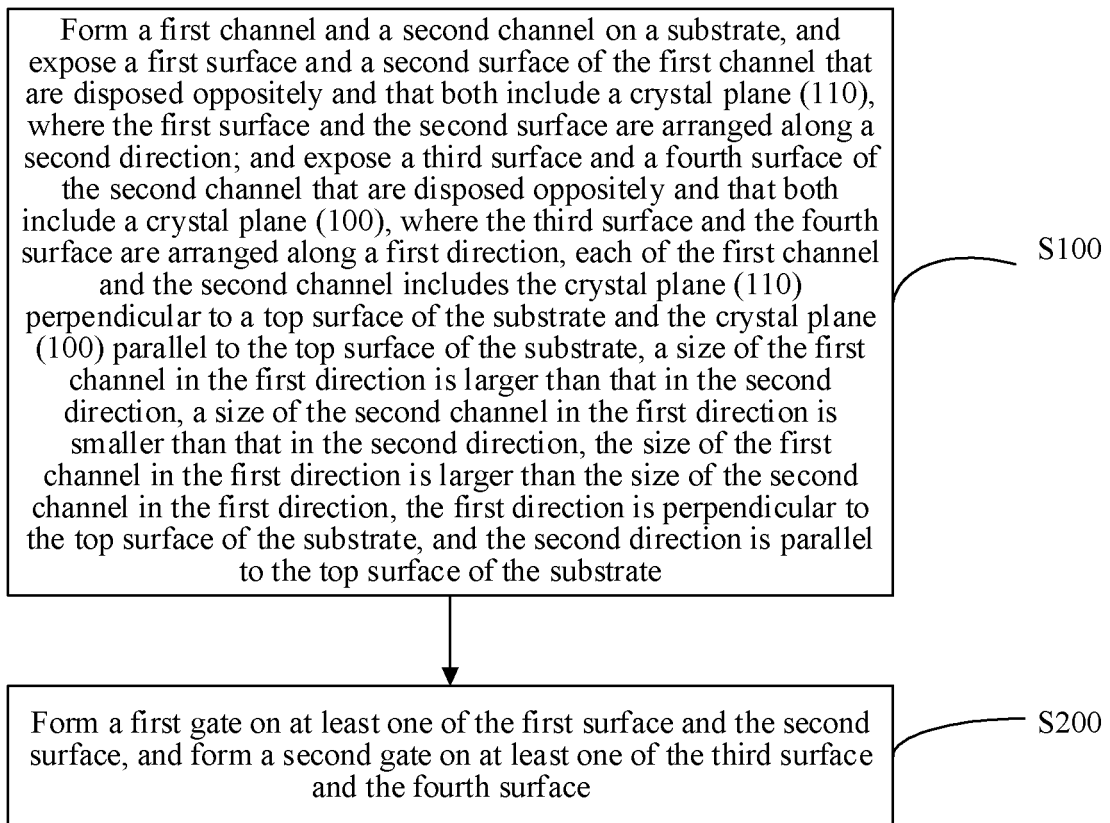 Form a first channel and a second channel on a substrate, and
expose a first surface and a second surface of the first channel that
are disposed oppositely and that both include a crystal plane (110),
where the first surface and the second surface are arranged along a
second direction; and expose a third surface and a fourth surface of
the second channel that are disposed oppositely and that both
include a crystal plane (100), where the third surface and the fourth
surface are arranged along a first direction, each of the first channel
and the second channel includes the crystal plane (110)
perpendicular to a top surface of the substrate and the crystal plane
(100) parallel to the top surface of the substrate, a size of the first
channel in the first direction is larger than that in the second
direction, a size of the second channel in the first direction is
smaller than that in the second direction, the size of the first
channel in the first direction is larger than the size of the second
channel in the first direction, the first direction is perpendicular to
the top surface of the substrate, and the second direction is parallel
to the top surface of the substrate
S100
Form a first gate on at least one of the first surface and the second
surface, and form a second gate on at least one of the third surface
and the fourth surface
S200